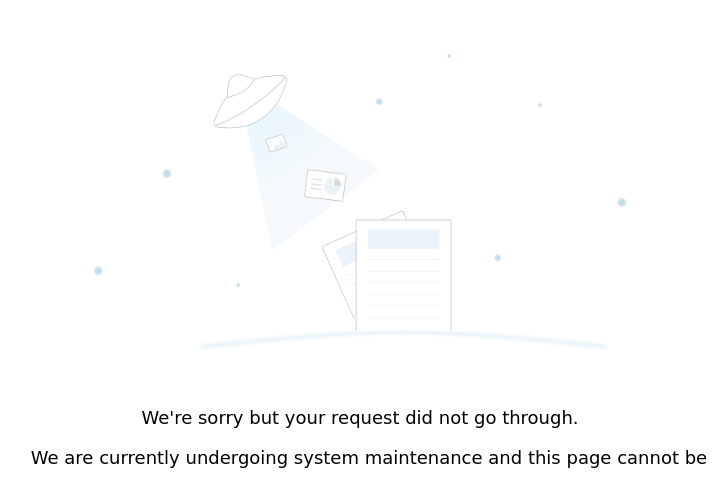 We're sorry but your request did not go through.
We are currently undergoing system maintenance and this page cannot be